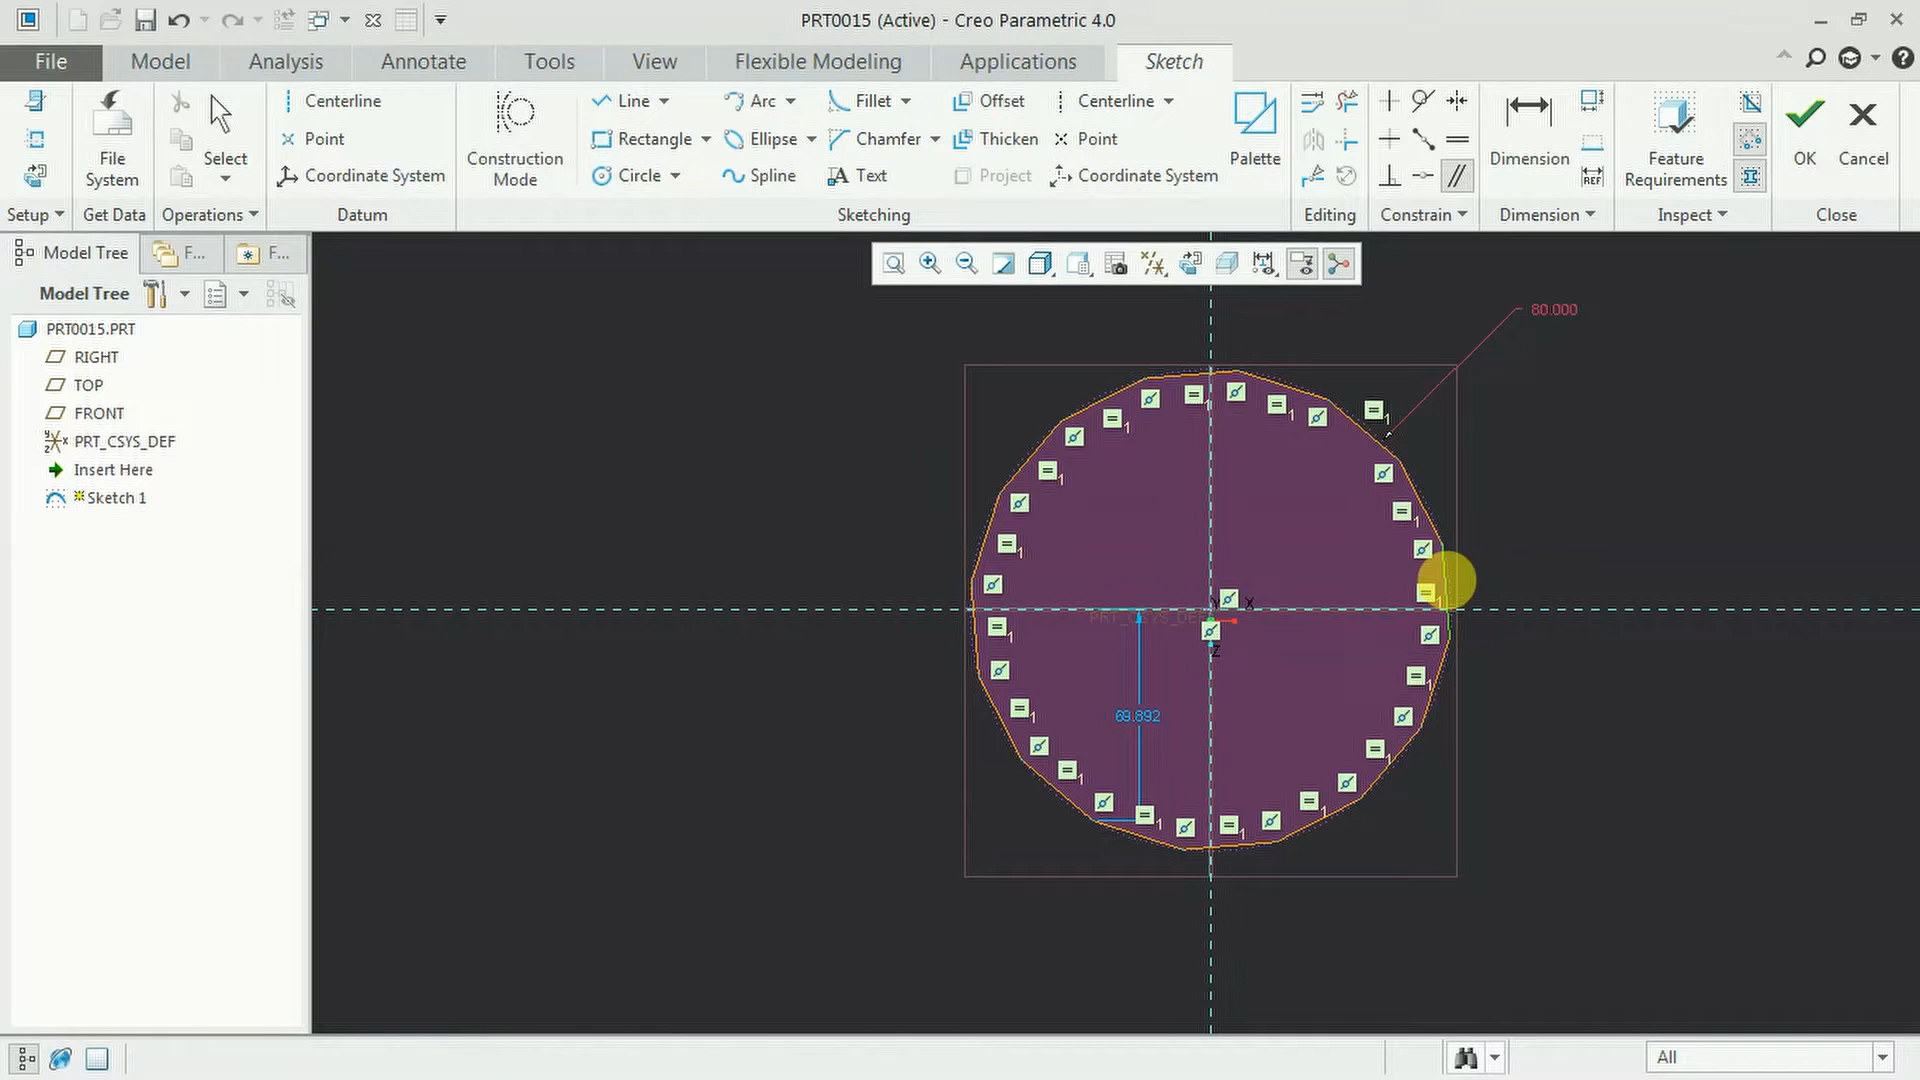 PRT0015 (Active) - Creo Parametric 4.0
File Model Analysis Annotate Tools View Flexible Modeling Applications Sketch
Centerline Line Arc Fillet Offset Centerline
Point Rectangle Ellipse Chamfer Thicken Point
File System Select Construction Mode Palette Dimension Feature Requirements OK Cancel
Coordinate System Circle Spline Text Project Coordinate System
REF
Setup Get Data Operations Datum Sketching Editing Constrain Dimension Inspect Close
Model Tree F... F...
Model Tree
PRT0015.PRT
RIGHT
TOP
FRONT
PRT_CSYS_DEF
Insert Here
Sketch 1
80.000
X
PRT_CSYS_DEF
Z
69.892
All